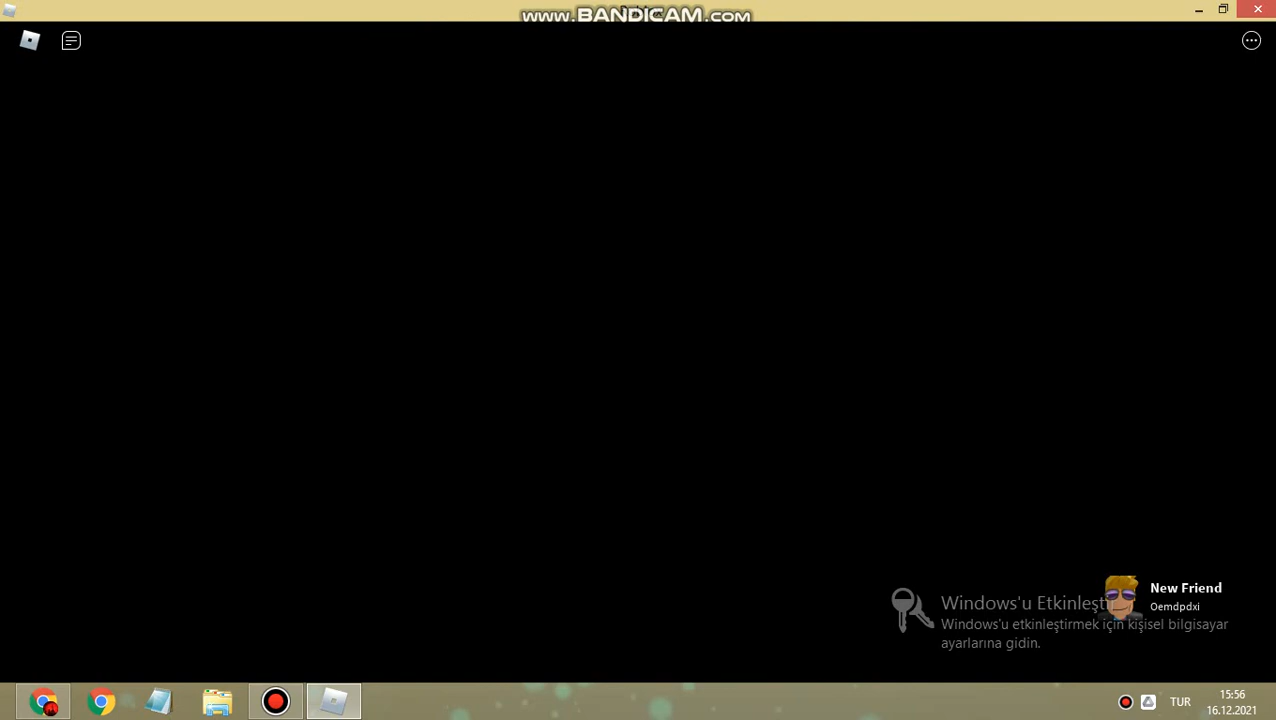 www.BANDICAM.com
New Friend
Oemdpdxi
Windows'u Etkinleştir
Windows'u etkinleştirmek için kişisel bilgisayar
ayarlarına gidin.
TUR
15:56
16.12.2021